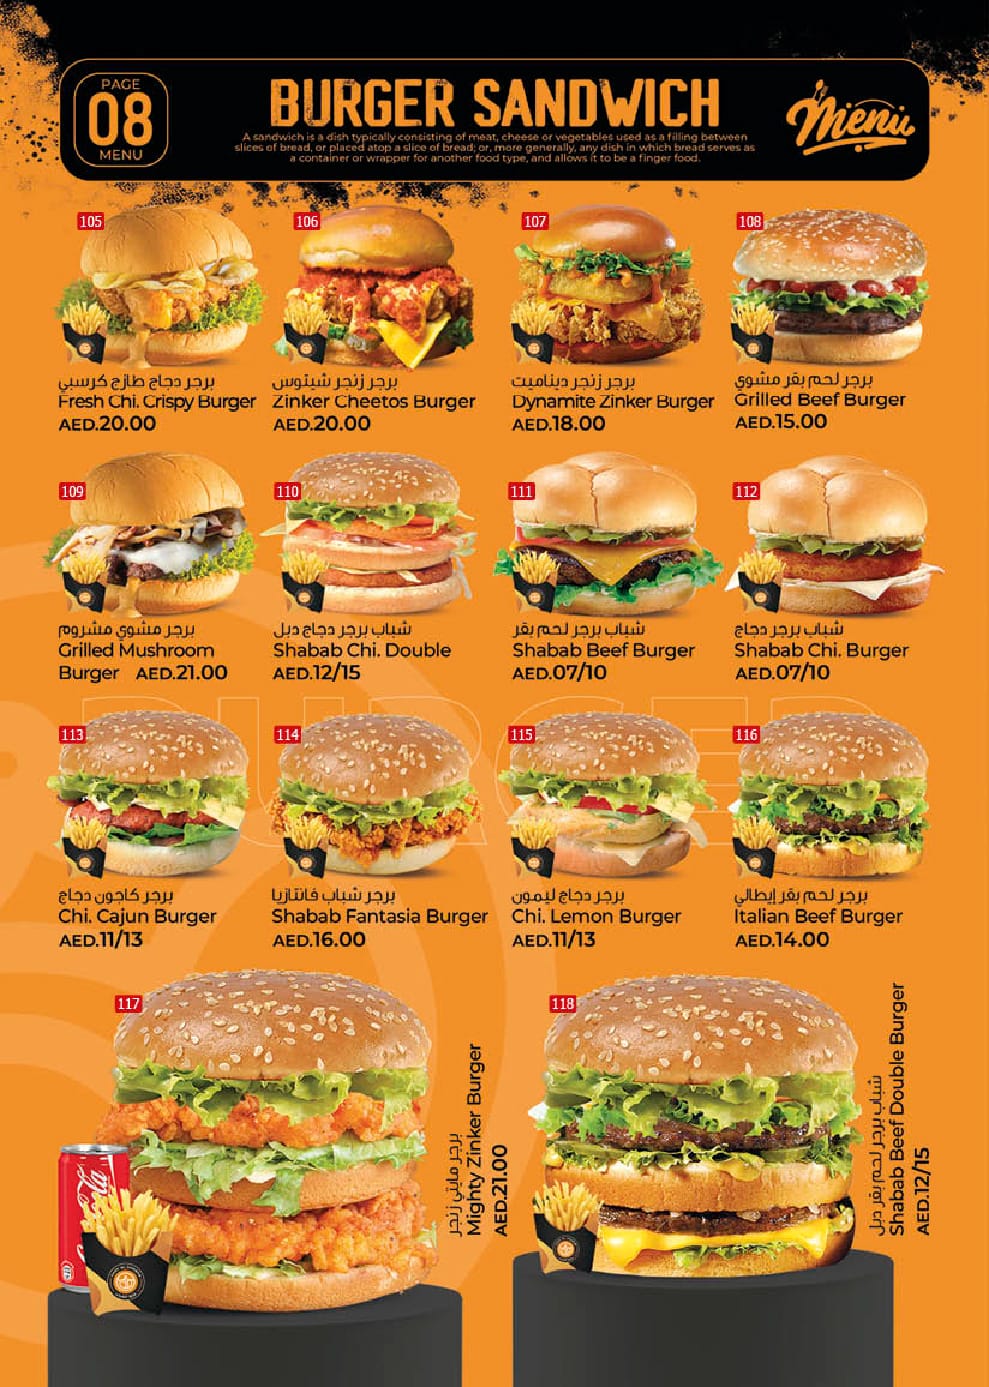 PAGE
08
MENU
BURGER SANDWICH
A sandwich is a dish typically consisting of meat, cheese or vegetables used as a filling between
slices of bread, or placed atop a slice of bread; or, more generally, any dish in which bread serves as
a container or wrapper for another food type, and allows it to be a finger food.
Menu
105
106
107
108
برجر دجاج طازج كرسبي
Fresh Chi. Crispy Burger
AED.20.00
برجر زنجر شيتوس
Zinker Cheetos Burger
AED.20.00
برجر زنجر ديناميت
Dynamite Zinker Burger
AED.18.00
برجر لحم بقر مشوي
Grilled Beef Burger
AED.15.00
109
110
111
112
برجر مشوي مشروم
Grilled Mushroom
Burger AED.21.00
شباب برجر دجاج دبل
Shabab Chi. Double
AED.12/15
شباب برجر لحم بقر
Shabab Beef Burger
AED.07/10
شباب برجر دجاج
Shabab Chi. Burger
AED.07/10
BURGER
113
114
115
116
برجر كاجون دجاج
Chi. Cajun Burger
AED.11/13
برجر شباب فانتازيا
Shabab Fantasia Burger
AED.16.00
برجر دجاج ليمون
Chi. Lemon Burger
AED.11/13
برجر لحم بقر إيطالي
Italian Beef Burger
AED.14.00
117
برجر مايتي زنجر
Mighty Zinker Burger
AED.21.00
118
شباب برجر لحم بقر دبل
Shabab Beef Double Burger
AED.12/15